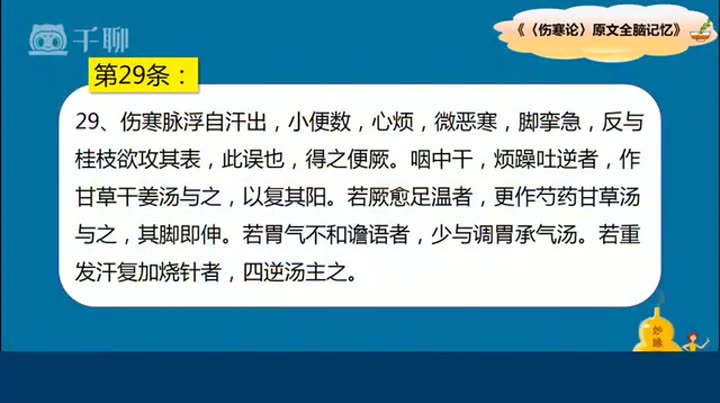 千聊
《〈伤寒论〉原文全脑记忆》
第29条：
29、伤寒脉浮自汗出，小便数，心烦，微恶寒，脚挛急，反与
桂枝欲攻其表，此误也，得之便厥。咽中干，烦躁吐逆者，作
甘草干姜汤与之，以复其阳。若厥愈足温者，更作芍药甘草汤
与之，其脚即伸。若胃气不和谵语者，少与调胃承气汤。若重
发汗复加烧针者，四逆汤主之。